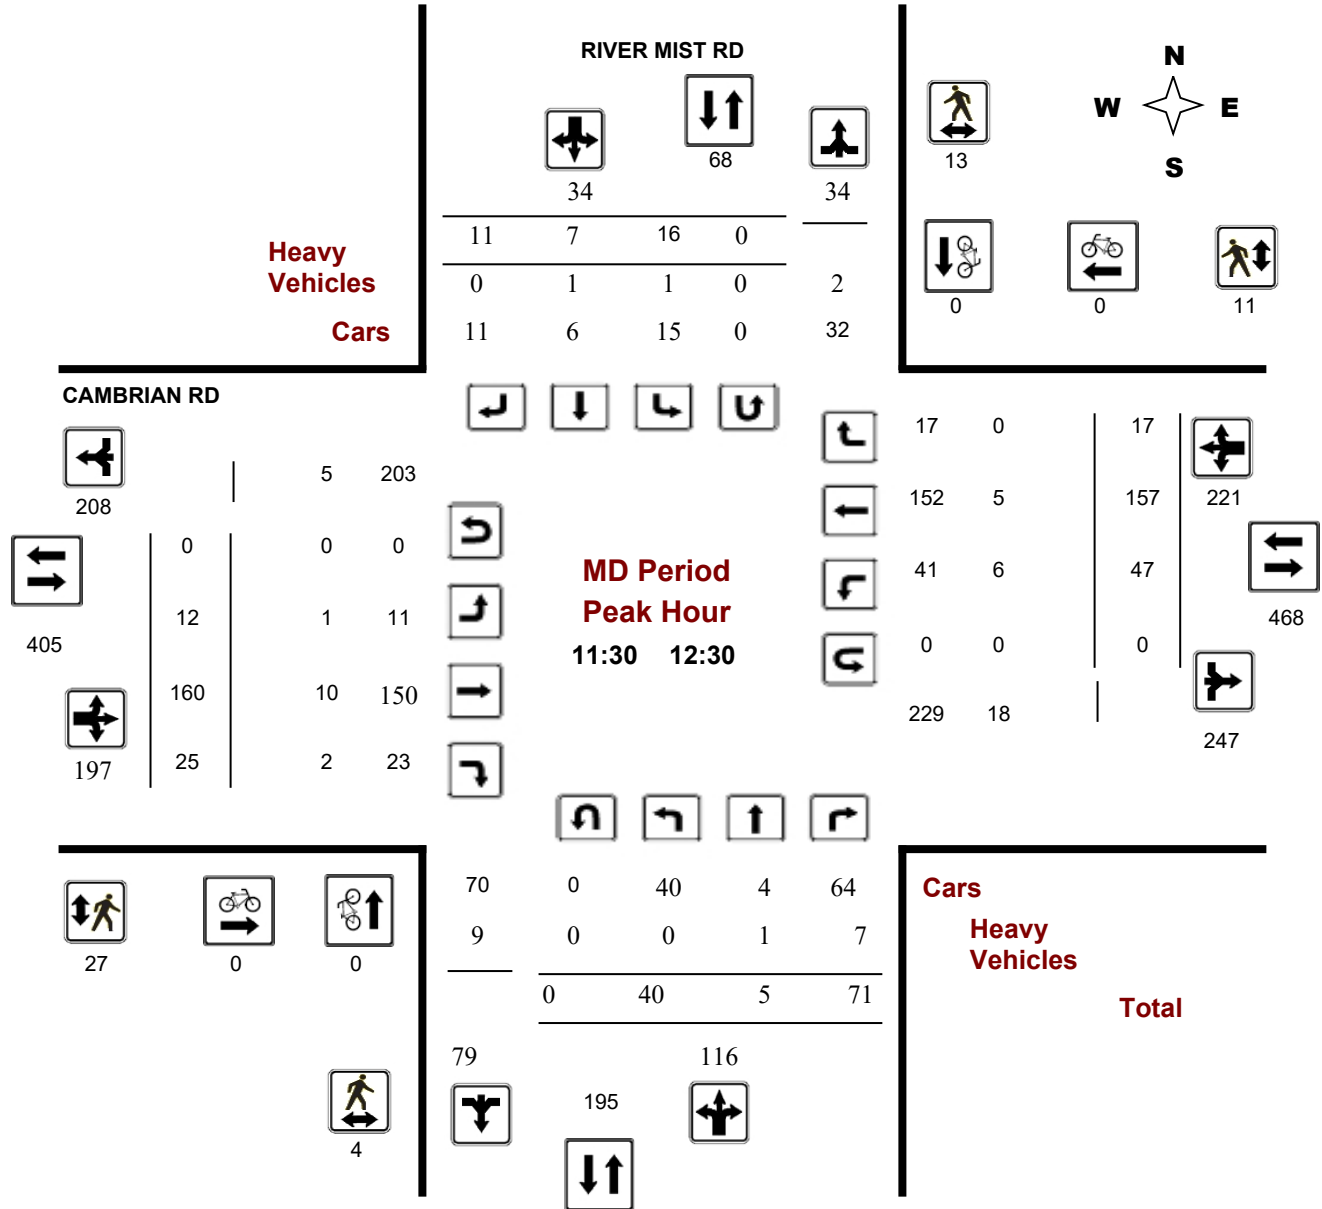 RIVER MIST RD
N
W E
S
68
13
34 34
11 7 16 0
Heavy
Vehicles
0 1 1 0 2
0 0 11
Cars
11 6 15 0 32
CAMBRIAN RD
17 0 17
5 203
208
152 5 157 221
0 0 0
MD Period
Peak Hour
41 6 47
12 1 11
468
405
11:30 12:30
0 0 0
160 10 150
229 18
247
197 25 2 23
70 0 40 4 64
Cars
9 0 0 1 7
Heavy
Vehicles
27 0 0
0 40 5 71
Total
79 116
195
4